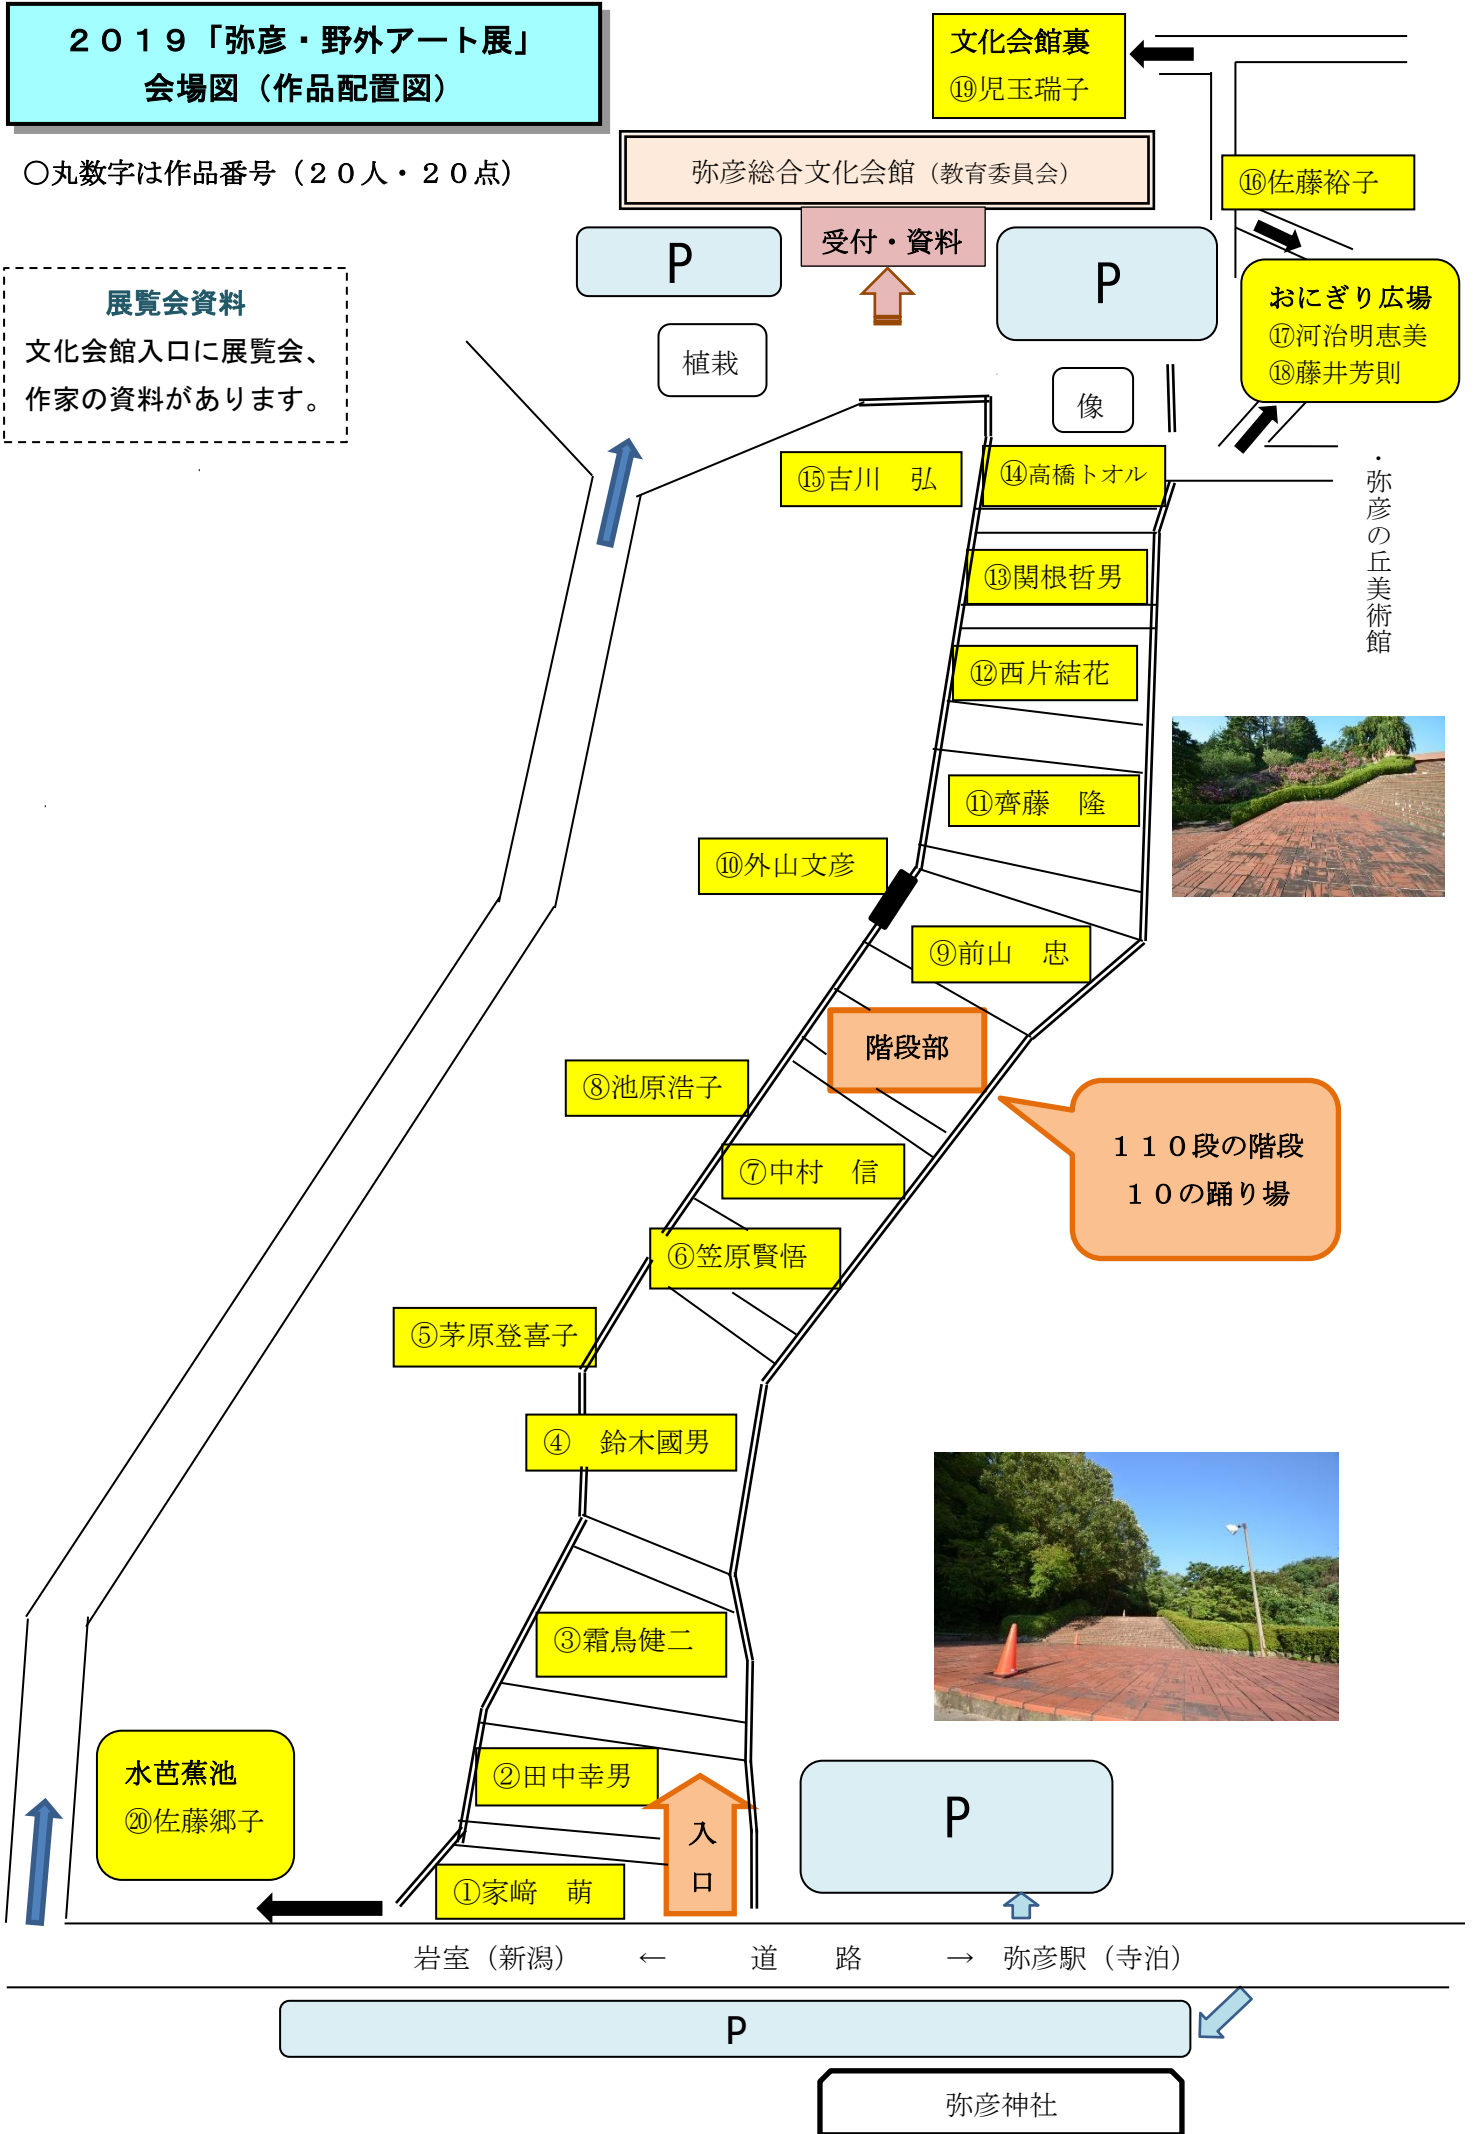 ２０１９「弥彦・野外アート展」
会場図（作品配置図）
○丸数字は作品番号（２０人・２０点）
文化会館裏
⑲児玉瑞子
弥彦総合文化会館（教育委員会）
⑯佐藤裕子
受付・資料
P
P
おにぎり広場
⑰河治明恵美
⑱藤井芳則
展覧会資料
文化会館入口に展覧会、
作家の資料があります。
植栽
像
⑮吉川　弘
⑭高橋トオル
・弥彦の丘美術館
⑬関根哲男
⑫西片結花
⑪齊藤　隆
⑩外山文彦
⑨前山　忠
階段部
⑧池原浩子
１１０段の階段
１０の踊り場
⑦中村　信
⑥笠原賢悟
⑤茅原登喜子
④　鈴木國男
③霜鳥健二
②田中幸男
水芭蕉池
⑳佐藤郷子
入口
P
①家﨑　萌
岩室（新潟）　←　道　路　→　弥彦駅（寺泊）
P
弥彦神社